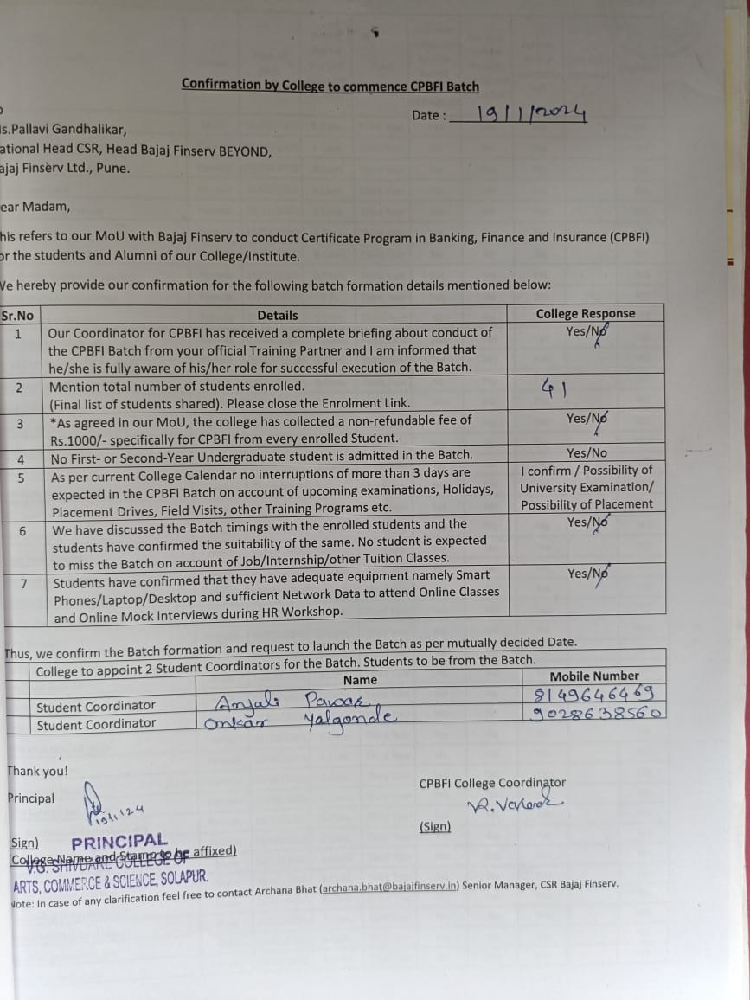 Confirmation by College to commence CPBFI Batch
Date : 19/1/2024
s.Pallavi Gandhalikar,
ational Head CSR, Head Bajaj Finserv BEYOND,
ajaj Finserv Ltd., Pune.
ear Madam,
his refers to our MoU with Bajaj Finserv to conduct Certificate Program in Banking, Finance and Insurance (CPBFI)
or the students and Alumni of our College/Institute.
We hereby provide our confirmation for the following batch formation details mentioned below:
Sr.No Details College Response
1 Our Coordinator for CPBFI has received a complete briefing about conduct of Yes/No
the CPBFI Batch from your official Training Partner and I am informed that
he/she is fully aware of his/her role for successful execution of the Batch.
2 Mention total number of students enrolled. 41
(Final list of students shared). Please close the Enrolment Link.
3 *As agreed in our MoU, the college has collected a non-refundable fee of Yes/No
Rs.1000/- specifically for CPBFI from every enrolled Student.
4 No First- or Second-Year Undergraduate student is admitted in the Batch. Yes/No
5 As per current College Calendar no interruptions of more than 3 days are I confirm / Possibility of
expected in the CPBFI Batch on account of upcoming examinations, Holidays, University Examination/
Placement Drives, Field Visits, other Training Programs etc. Possibility of Placement
6 We have discussed the Batch timings with the enrolled students and the Yes/No
students have confirmed the suitability of the same. No student is expected
to miss the Batch on account of Job/Internship/other Tuition Classes.
7 Students have confirmed that they have adequate equipment namely Smart Yes/No
Phones/Laptop/Desktop and sufficient Network Data to attend Online Classes
and Online Mock Interviews during HR Workshop.
Thus, we confirm the Batch formation and request to launch the Batch as per mutually decided Date.
College to appoint 2 Student Coordinators for the Batch. Students to be from the Batch.
Name Mobile Number
Student Coordinator Anjali Pawar 8149646469
Student Coordinator Onkar Yalgonde 9028638560
Thank you!
CPBFI College Coordinator
Principal
19/1/24
(Sign)
(Sign)
PRINCIPAL
College Name and Stamp to be affixed)
V.G. SHIVDARE COLLEGE OF
ARTS, COMMERCE & SCIENCE, SOLAPUR.
Note: In case of any clarification feel free to contact Archana Bhat (archana.bhat@bajajfinserv.in) Senior Manager, CSR Bajaj Finserv.